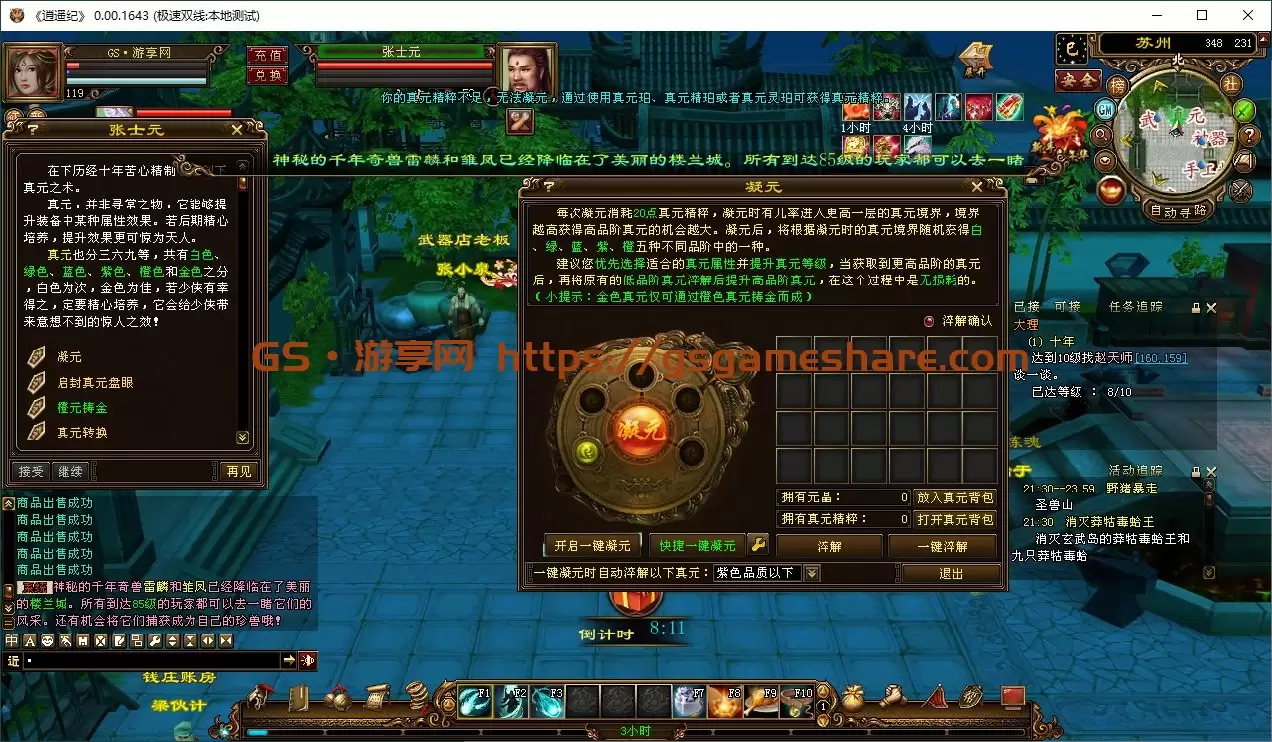 《逍遥纪》 0.00.1643 (极速双线:本地测试)
GS·游享网
119
充值
兑换
张士元
展开
苏州 348 231
北
安全
榜
社
GM
武
元
神器
手工
自动寻路
你的真元精粹不足，无法凝元，通过使用真元珀、真元精珀或者真元灵珀可获得真元精粹。
1小时
4小时
神秘的千年奇兽雷麟和雏凤已经降临在了美丽的楼兰城。所有到达85级的玩家都可以去一睹
? 张士元
在下历经十年苦心精制
真元之术。
真元，并非寻常之物，它能够提
升装备中某种属性效果。若后期精心
培养，提升效果更可惊为天人。
真元也分三六九等，共有白色、
绿色、蓝色、紫色、橙色和金色之分
，白色为次，金色为佳，若少侠有幸
得之，定要精心培养，它会给少侠带
来意想不到的惊人之效！
凝元
启封真元盘眼
橙元铸金
真元转换
接受
继续
再见
武器店老板
张小泉
? 凝元
每次凝元消耗20点真元精粹，凝元时有几率进入更高一层的真元境界，境界
越高获得高品阶真元的机会越大。凝元后，将根据凝元时的真元境界随机获得白
、绿、蓝、紫、橙五种不同品阶中的一种。
建议您优先选择适合的真元属性并提升真元等级，当获取到更高品阶的真元
后，再将原有的低品阶真元淬解后提升高品阶真元，在这个过程中是无损耗的。
（小提示：金色真元仅可通过橙色真元铸金而成）
淬解确认
凝元
拥有元晶： 0 放入真元背包
拥有真元精粹： 0 打开真元背包
开启一键凝元
快捷一键凝元
淬解
一键淬解
一键凝元时自动淬解以下真元：紫色品质以下
退出
GS·游享网 https://gsgameshare.com
已接 可接 任务追踪
大理
(1) 十年
达到10级找赵天师[160,159]
谈一谈。
已达等级 ： 8/10
炼魂
活动追踪
21:30--23:59 野猪暴走
圣兽山
21:30 消灭莽牯毒蛤王
消灭玄武岛的莽牯毒蛤王和
九只莽牯毒蛤
商品出售成功
商品出售成功
商品出售成功
商品出售成功
商品出售成功
神秘的千年奇兽雷麟和雏凤已经降临在了美丽
的楼兰城。所有到达85级的玩家都可以去一睹它们的
风采。还有机会将它们捕获成为自己的珍兽哦！
近
倒计时 8:11
钱庄账房
梁伙计
F1 F2 F3 F7 F8 F9 F10 1
3小时